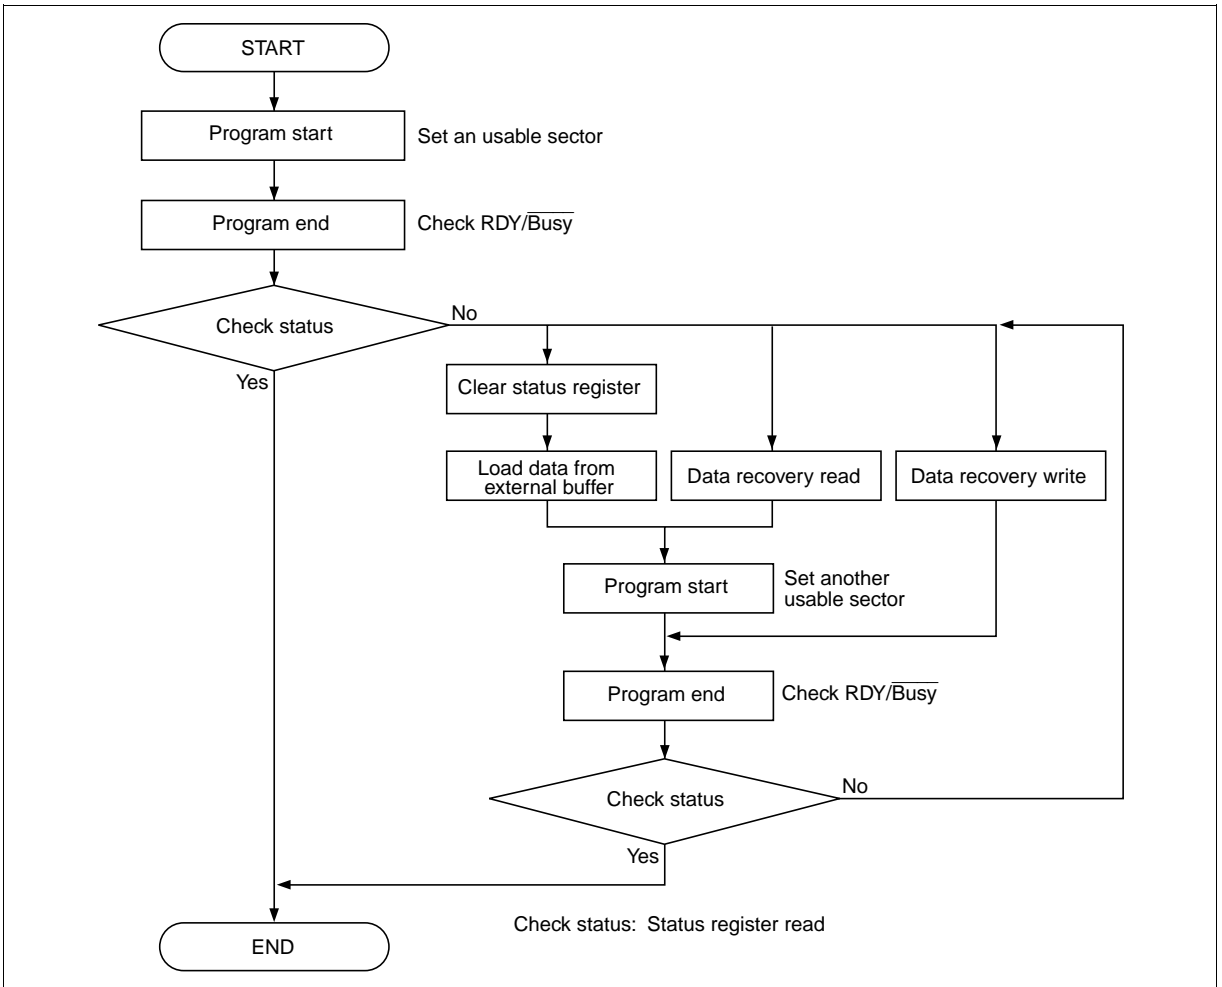 START
Program start
Set an usable sector
Program end
Check RDY/Busy
Check status
No
Yes
Clear status register
Load data from
external buffer
Data recovery read
Data recovery write
Program start
Set another
usable sector
Program end
Check RDY/Busy
Check status
No
Yes
Check status: Status register read
END